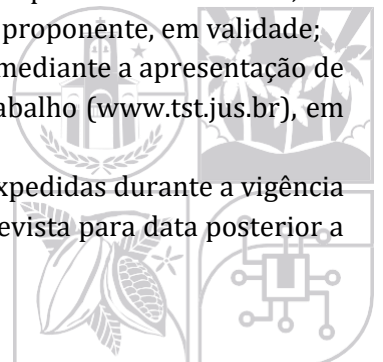 proponente, em validade;
mediante a apresentação de
abalho (www.tst.jus.br), em
xpedidas durante a vigência
evista para data posterior a